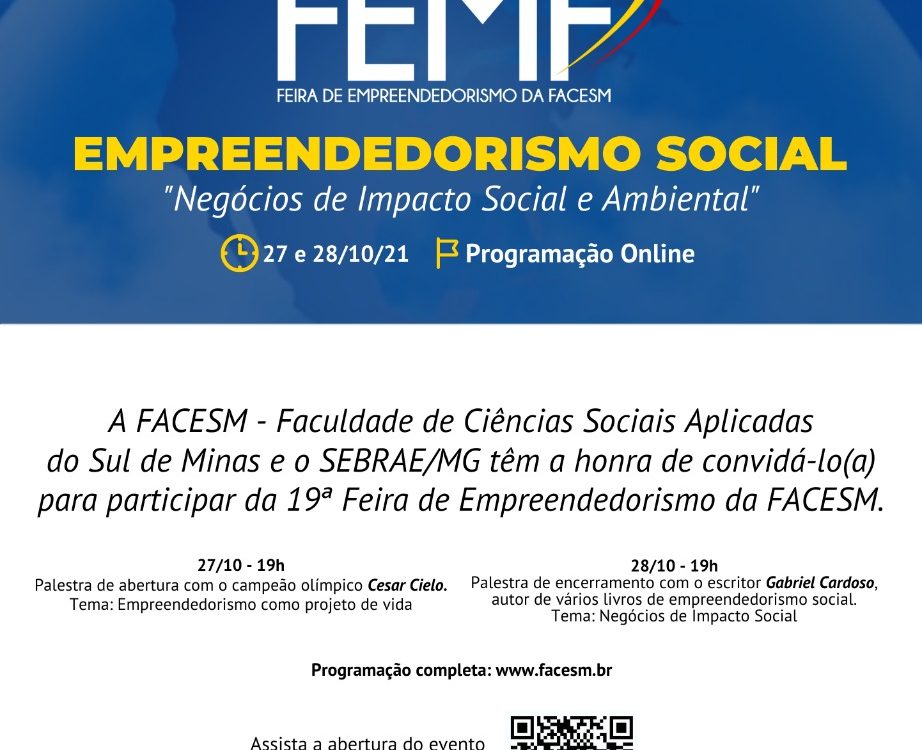 FEMF
FEIRA DE EMPREENDEDORISMO DA FACESM
EMPREENDEDORISMO SOCIAL
"Negócios de Impacto Social e Ambiental"
27 e 28/10/21 Programação Online
A FACESM - Faculdade de Ciências Sociais Aplicadas
do Sul de Minas e o SEBRAE/MG têm a honra de convidá-lo(a)
para participar da 19ª Feira de Empreendedorismo da FACESM.
27/10 - 19h
Palestra de abertura com o campeão olímpico Cesar Cielo.
Tema: Empreendedorismo como projeto de vida
28/10 - 19h
Palestra de encerramento com o escritor Gabriel Cardoso,
autor de vários livros de empreendedorismo social.
Tema: Negócios de Impacto Social
Programação completa: www.facesm.br
Assista a abertura do evento